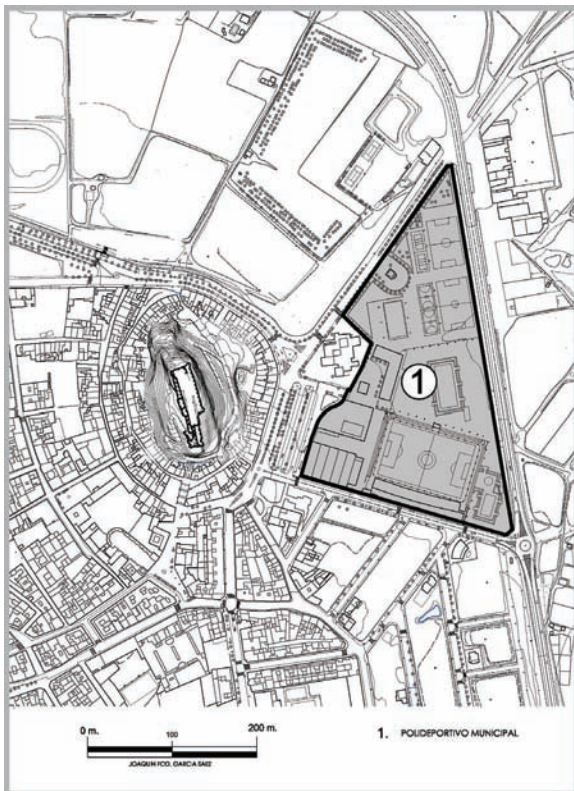 1
0 m.
100
200 m.
JOAQUIN FCO. GARCIA SAEZ
1. POLIDEPORTIVO MUNICIPAL